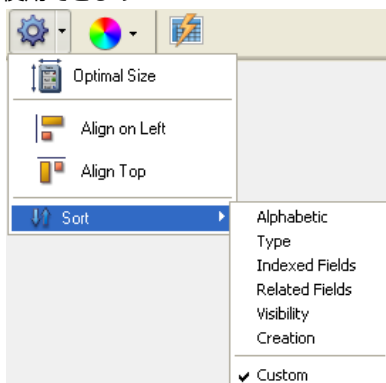 Optimal Size
Align on Left
Align Top
Sort
Alphabetic
Type
Indexed Fields
Related Fields
Visibility
Creation
Custom